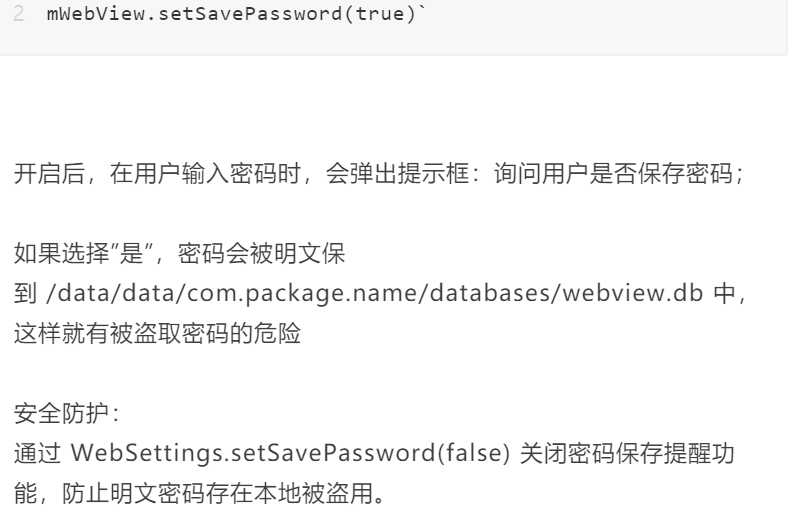 2 mWebView.setSavePassword(true)`
开启后，在用户输入密码时，会弹出提示框：询问用户是否保存密码；
如果选择”是”，密码会被明文保
到 /data/data/com.package.name/databases/webview.db 中，
这样就有被盗取密码的危险
安全防护：
通过 WebSettings.setSavePassword(false) 关闭密码保存提醒功
能，防止明文密码存在本地被盗用。